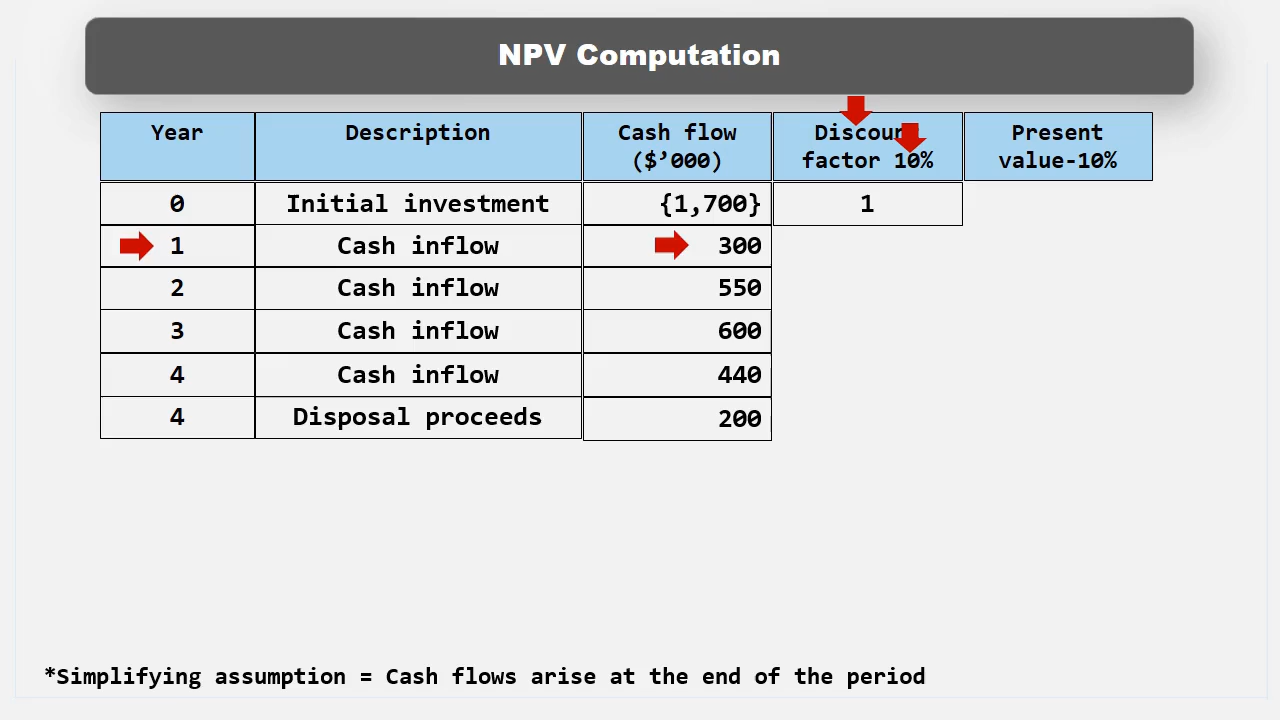 NPV Computation
Year Description Cash flow ($’000) Discount factor 10% Present value-10%
0 Initial investment {1,700} 1
1 Cash inflow 300
2 Cash inflow 550
3 Cash inflow 600
4 Cash inflow 440
4 Disposal proceeds 200
*Simplifying assumption = Cash flows arise at the end of the period